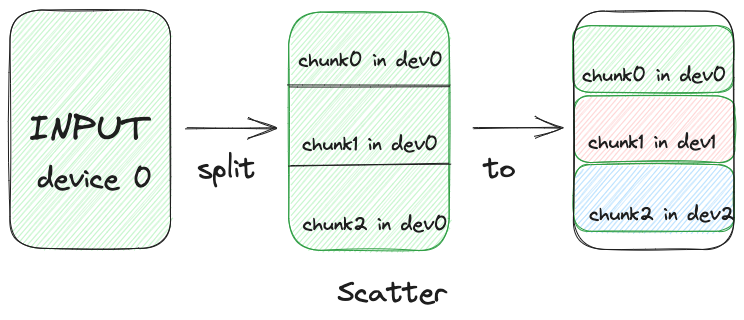 INPUT
device 0
split
chunk0 in dev0
chunk1 in dev0
chunk2 in dev0
to
chunk0 in dev0
chunk1 in dev1
chunk2 in dev2
Scatter